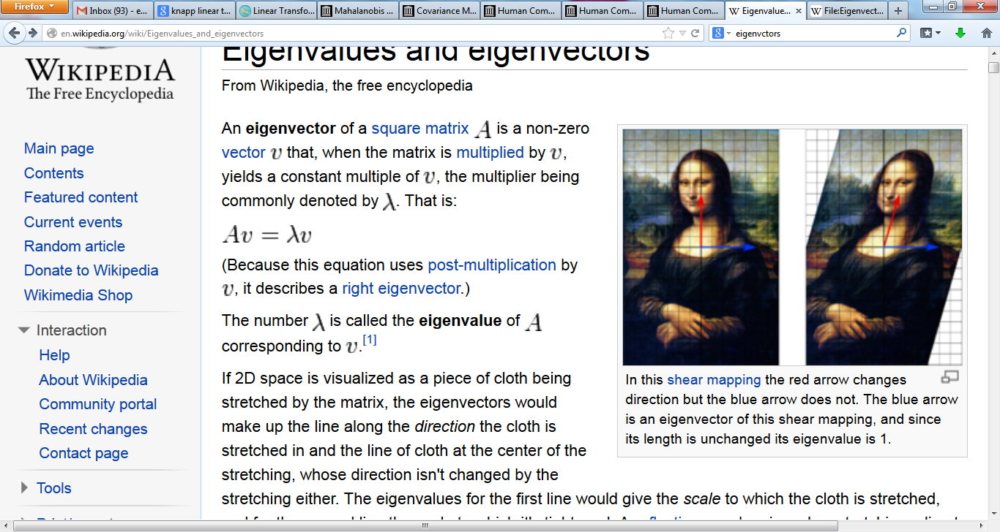 Firefox
Inbox (93) - e...
knapp linear t...
Linear Transfo...
Mahalanobis ...
Covariance M...
Human Com...
Human Com...
Human Com...
Eigenvalue...
File:Eigenvect...
en.wikipedia.org/wiki/Eigenvalues_and_eigenvectors
eigenvctors
WIKIPEDIA
The Free Encyclopedia
Main page
Contents
Featured content
Current events
Random article
Donate to Wikipedia
Wikimedia Shop
Interaction
Help
About Wikipedia
Community portal
Recent changes
Contact page
Tools
Eigenvalues and eigenvectors
From Wikipedia, the free encyclopedia
An eigenvector of a square matrix A is a non-zero
vector v that, when the matrix is multiplied by v,
yields a constant multiple of v, the multiplier being
commonly denoted by λ. That is:
Av = λv
(Because this equation uses post-multiplication by
v, it describes a right eigenvector.)
The number λ is called the eigenvalue of A
corresponding to v.[1]
If 2D space is visualized as a piece of cloth being
stretched by the matrix, the eigenvectors would
make up the line along the direction the cloth is
stretched in and the line of cloth at the center of the
stretching, whose direction isn't changed by the
stretching either. The eigenvalues for the first line would give the scale to which the cloth is stretched,
In this shear mapping the red arrow changes
direction but the blue arrow does not. The blue arrow
is an eigenvector of this shear mapping, and since
its length is unchanged its eigenvalue is 1.